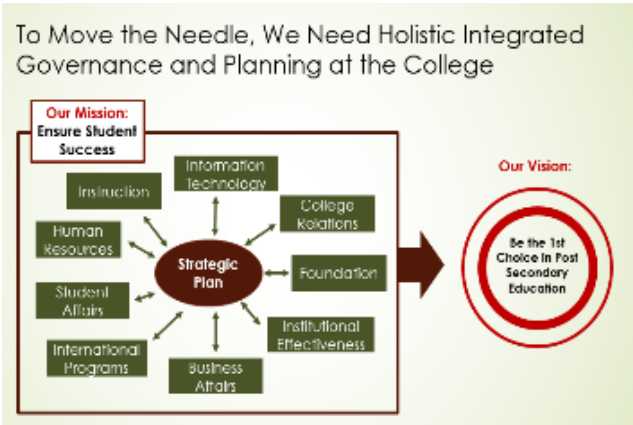 To Move the Needle, We Need Holistic Integrated
Governance and Planning at the College
Our Mission:
Ensure Student
Success
Information
Technology
Instruction
College
Relations
Human
Resources
Strategic
Plan
Foundation
Student
Affairs
Institutional
Effectiveness
International
Programs
Business
Affairs
Our Vision:
Be the 1st
Choice in Post
Secondary
Education